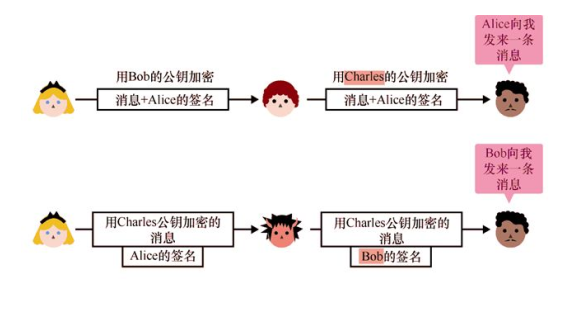 Alice向我
发来一条
消息
用Bob的公钥加密
用Charles的公钥加密
消息+Alice的签名
消息+Alice的签名
Bob向我
发来一条
消息
用Charles公钥加密的
消息
用Charles公钥加密的
消息
Alice的签名
Bob的签名